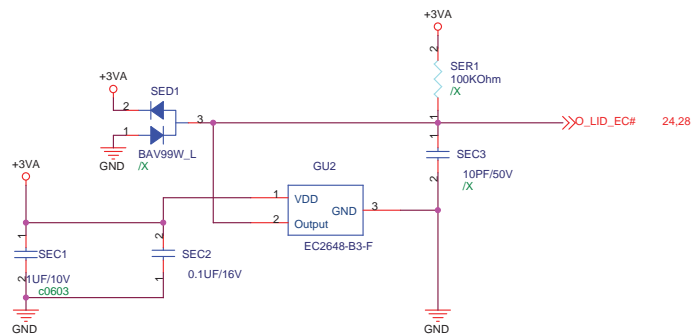 +3VA
2
SER1
100KOhm
/X
1
+3VA
SED1
2
3
1
GND
BAV99W_L
/X
O_LID_EC#
24,28
1
SEC3
10PF/50V
2
/X
GU2
+3VA
1
VDD
GND
3
2
Output
EC2648-B3-F
1
SEC1
2
1UF/10V
c0603
2
SEC2
0.1UF/16V
1
GND
GND